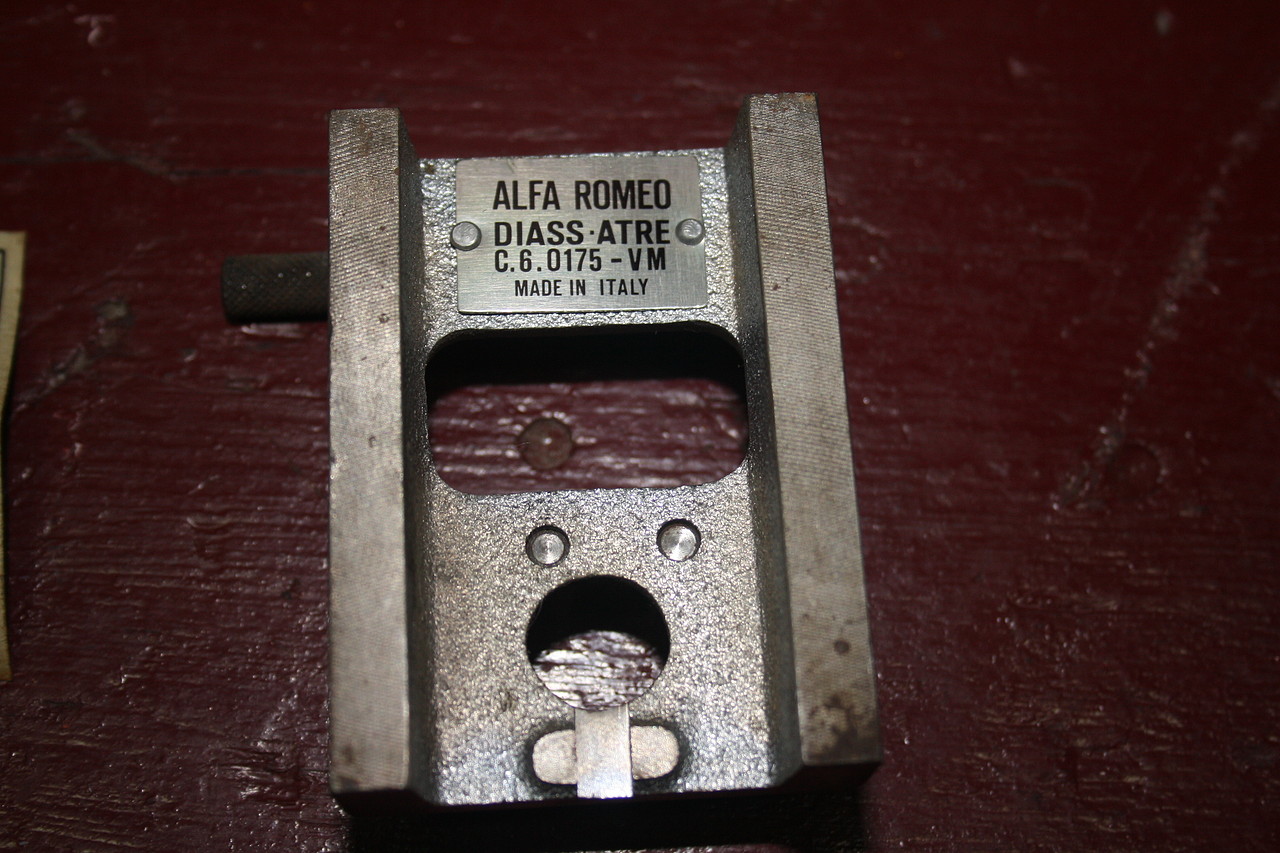 ALFA ROMEO
DIASS·ATRE
C.6.0175-VM
MADE IN ITALY